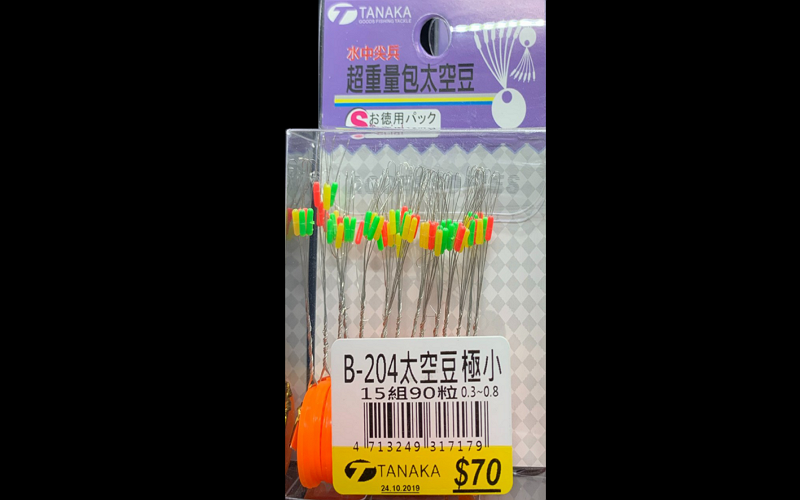 TANAKA
GOODS FISHING TACKLE
水中尖兵
超重量包太空豆
Sお徳用パック
B-204太空豆 極小
15組90粒 0.3~0.8
4 713249 317179
TANAKA
24.10.2019
$70